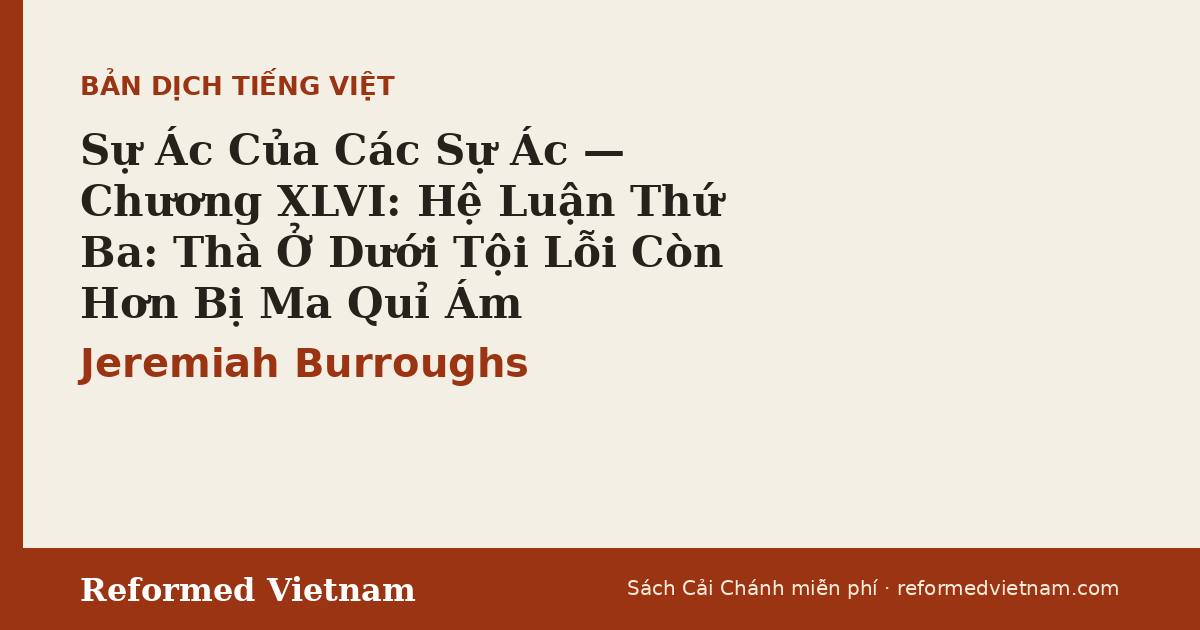 BẢN DỊCH TIẾNG VIỆT
Sự Ác Của Các Sự Ác —
Chương XLVI: Hệ Luận Thứ
Ba: Thà Ở Dưới Tội Lỗi Còn
Hơn Bị Ma Quỉ Ám
Jeremiah Burroughs
Reformed Vietnam
Sách Cải Chánh miễn phí · reformedvietnam.com